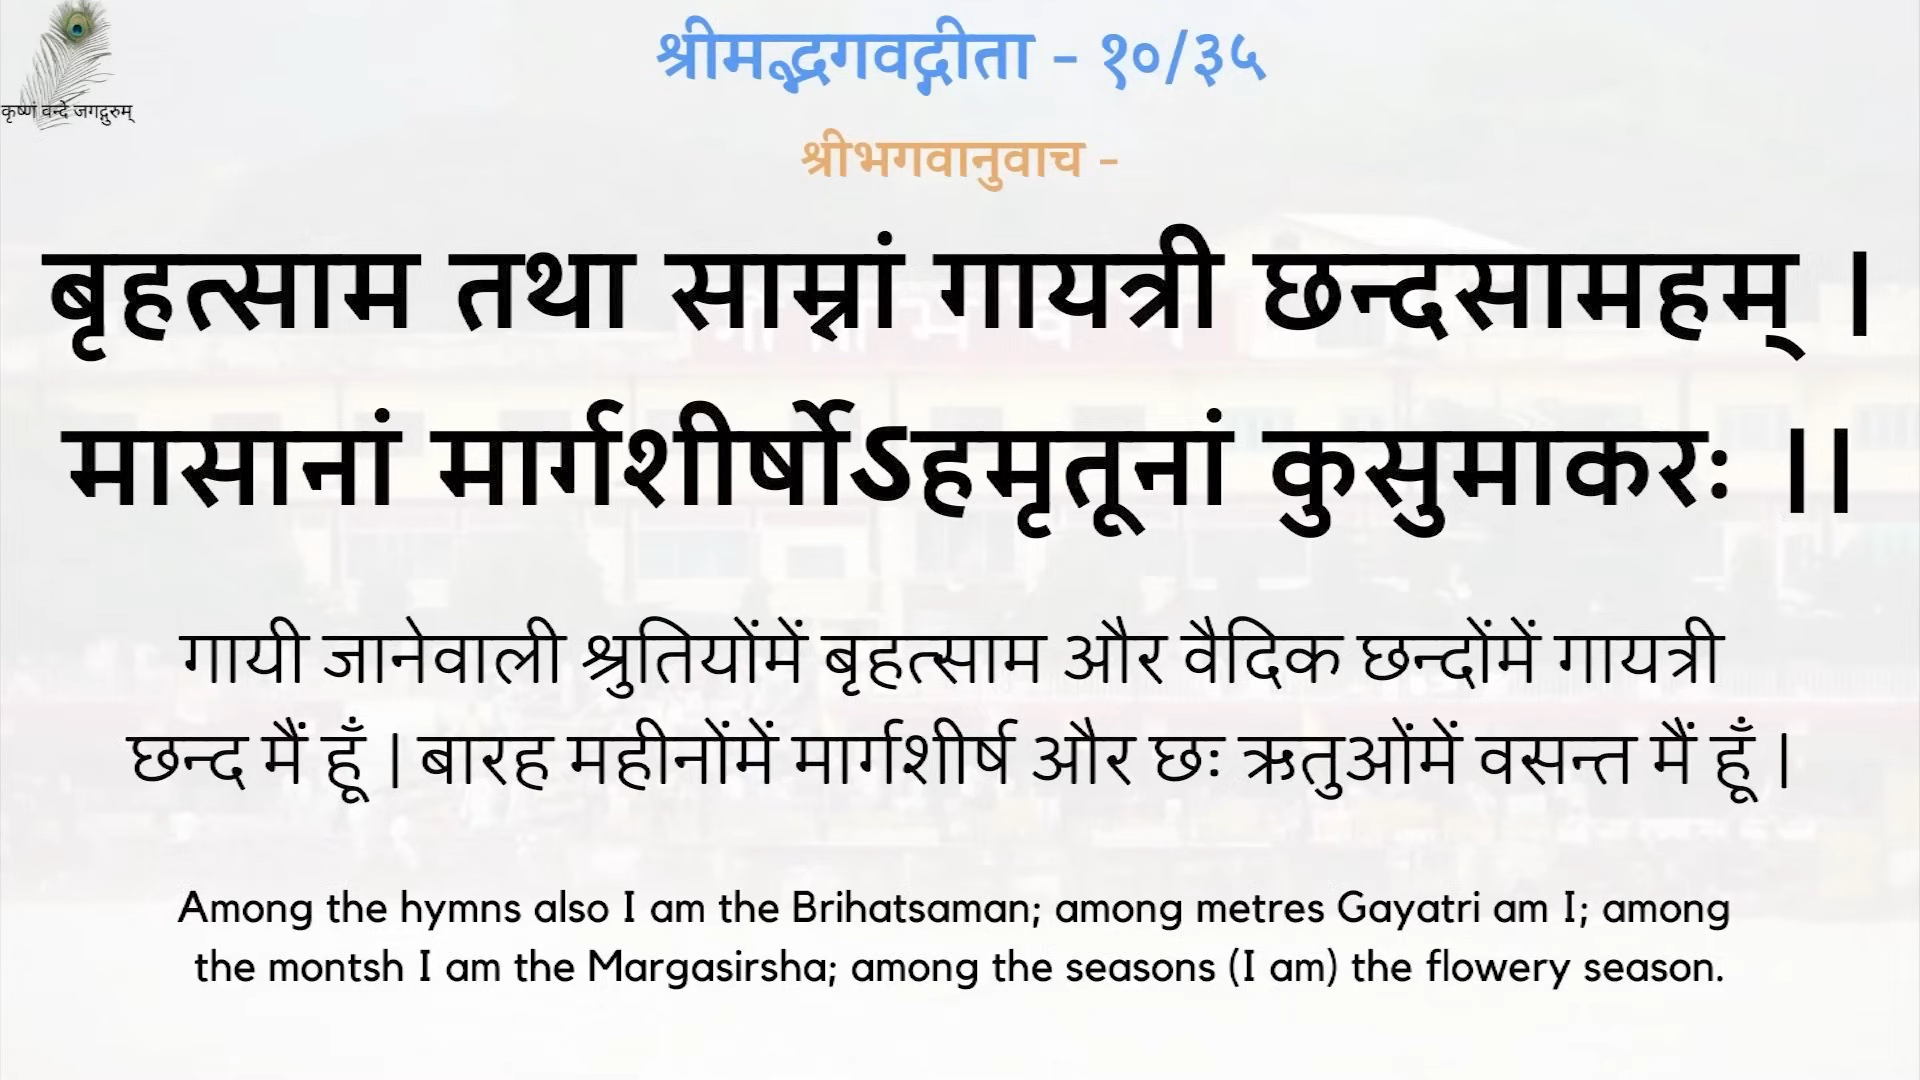 श्रीमद्भगवद्गीता - १०/३५
कृष्णं वन्दे जगद्गुरुम्
श्रीभगवानुवाच -
बृहत्साम तथा साम्नां गायत्री छन्दसामहम् ।
मासानां मार्गशीर्षोऽहमृतूनां कुसुमाकरः ।।
गायी जानेवाली श्रुतियोंमें बृहत्साम और वैदिक छन्दोंमें गायत्री
छन्द मैं हूँ | बारह महीनोंमें मार्गशीर्ष और छः ऋतुओंमें वसन्त मैं हूँ |
Among the hymns also I am the Brihatsaman; among metres Gayatri am I; among
the montsh I am the Margasirsha; among the seasons (I am) the flowery season.